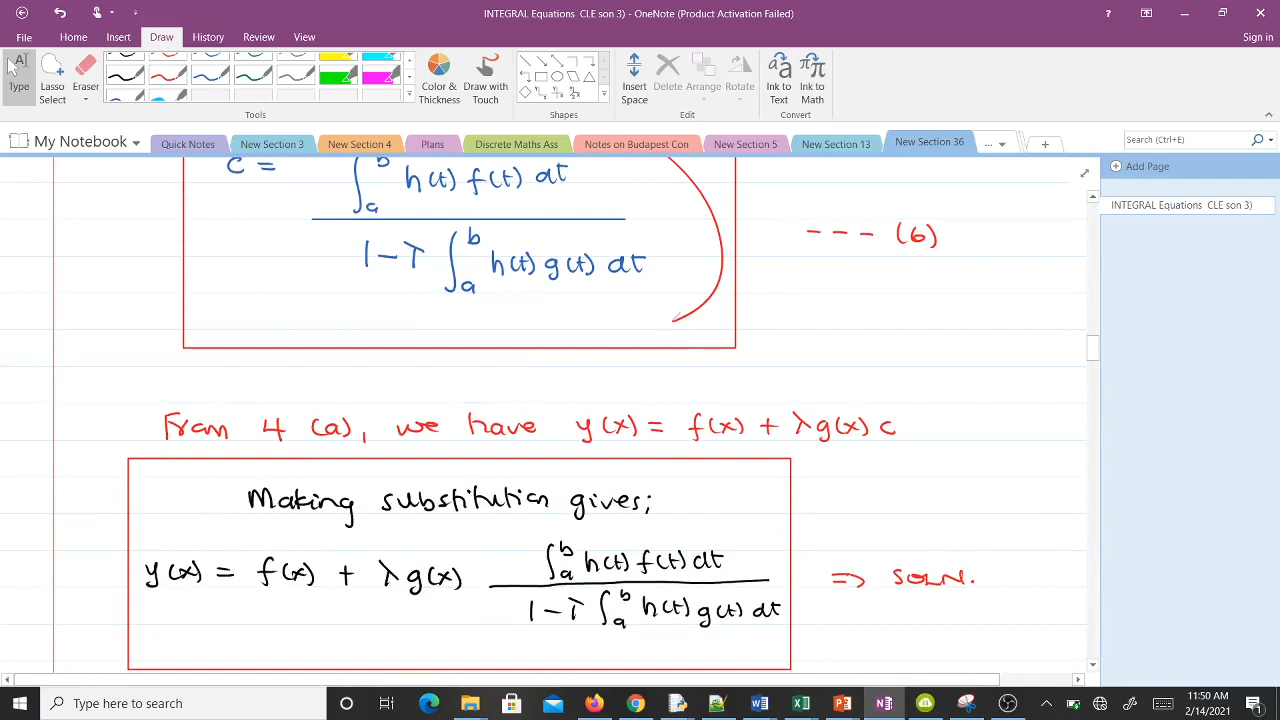 INTEGRAL Equations CLE son 3) - OneNote (Product Activation Failed)
File Home Insert Draw History Review View Sign in
Type
Lasso Select
Eraser
Color & Thickness
Draw with Touch
Insert Space
Delete
Arrange
Rotate
Ink to Text
Ink to Math
Tools Shapes Edit Convert
My Notebook Quick Notes New Section 3 New Section 4 Plans Discrete Maths Ass Notes on Budapest Con New Section 5 New Section 13 New Section 36 ... Search (Ctrl+E)
Add Page
INTEGRAL Equations CLE son 3)
c = ∫_a^b h(t) f(t) dt
1 - λ ∫_a^b h(t) g(t) dt
- - - (6)
From 4 (a), we have y(x) = f(x) + λg(x) c
Making substitution gives;
y(x) = f(x) + λg(x) ∫_a^b h(t) f(t) dt
1 - λ ∫_a^b h(t) g(t) dt
=> SOLN.
Type here to search
11:50 AM
2/14/2021